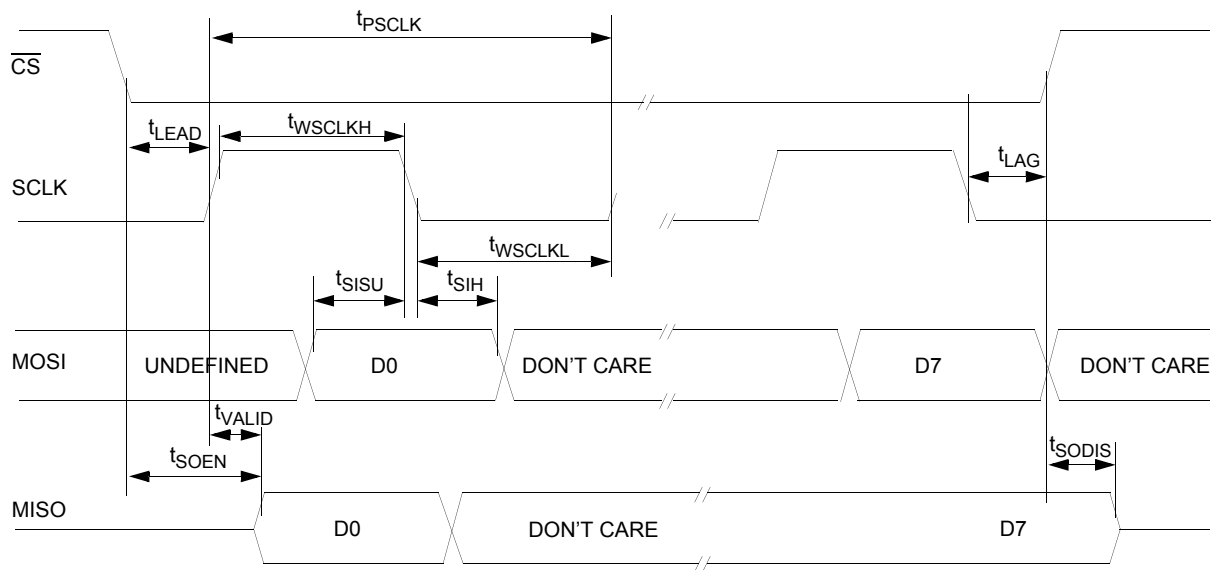 tPSCLK
CS
tLEAD
tWSCLKH
tLAG
SCLK
tWSCLKL
tSISU
tSIH
MOSI
UNDEFINED
D0
DON'T CARE
D7
DON'T CARE
tVALID
tSOEN
tSODIS
MISO
D0
DON'T CARE
D7